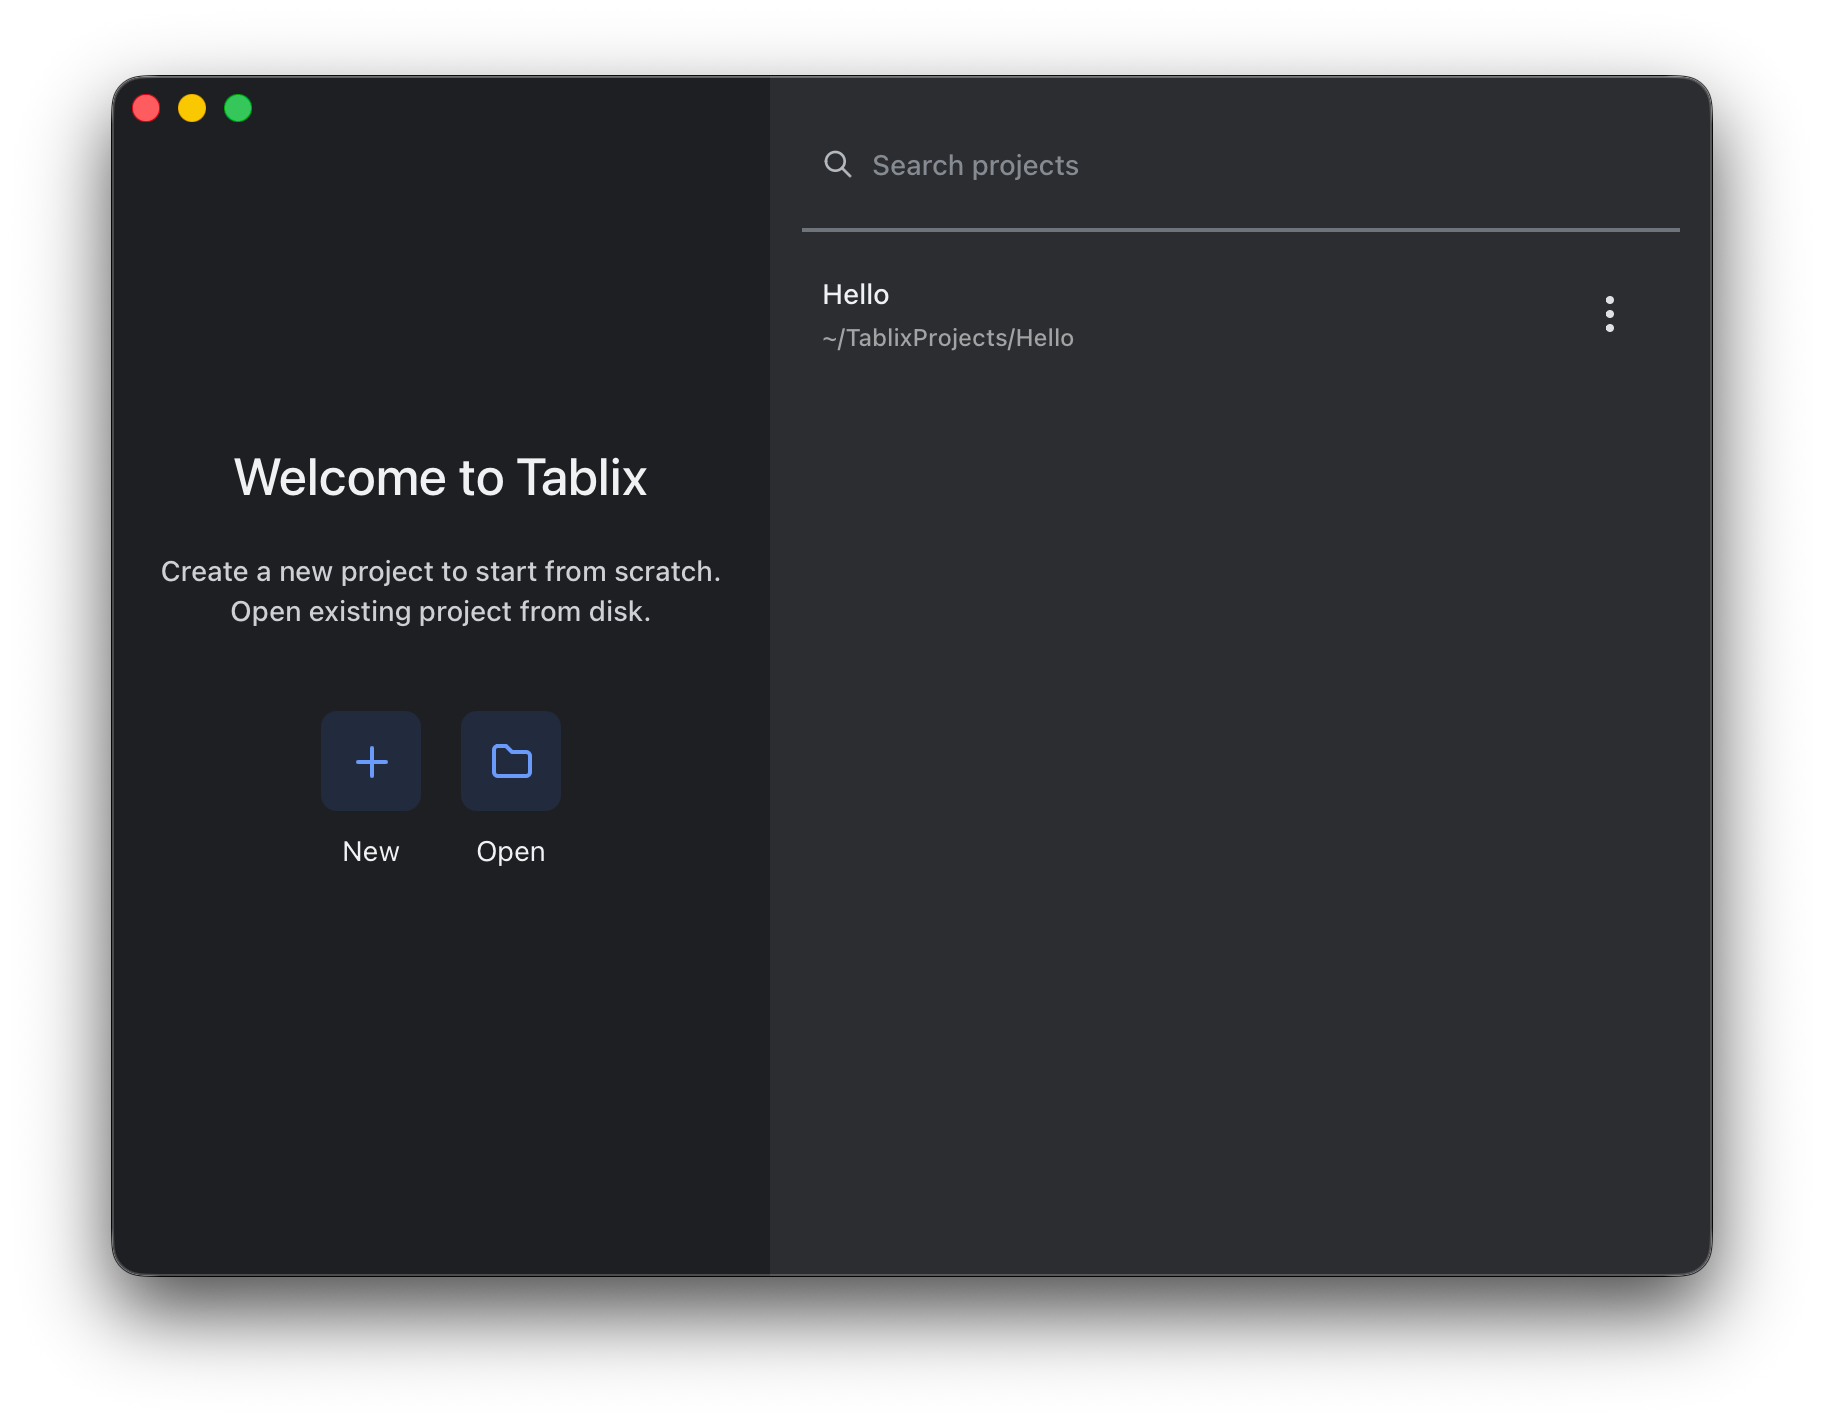 Search projects
Hello
~/TablixProjects/Hello
Welcome to Tablix
Create a new project to start from scratch.
Open existing project from disk.
New
Open